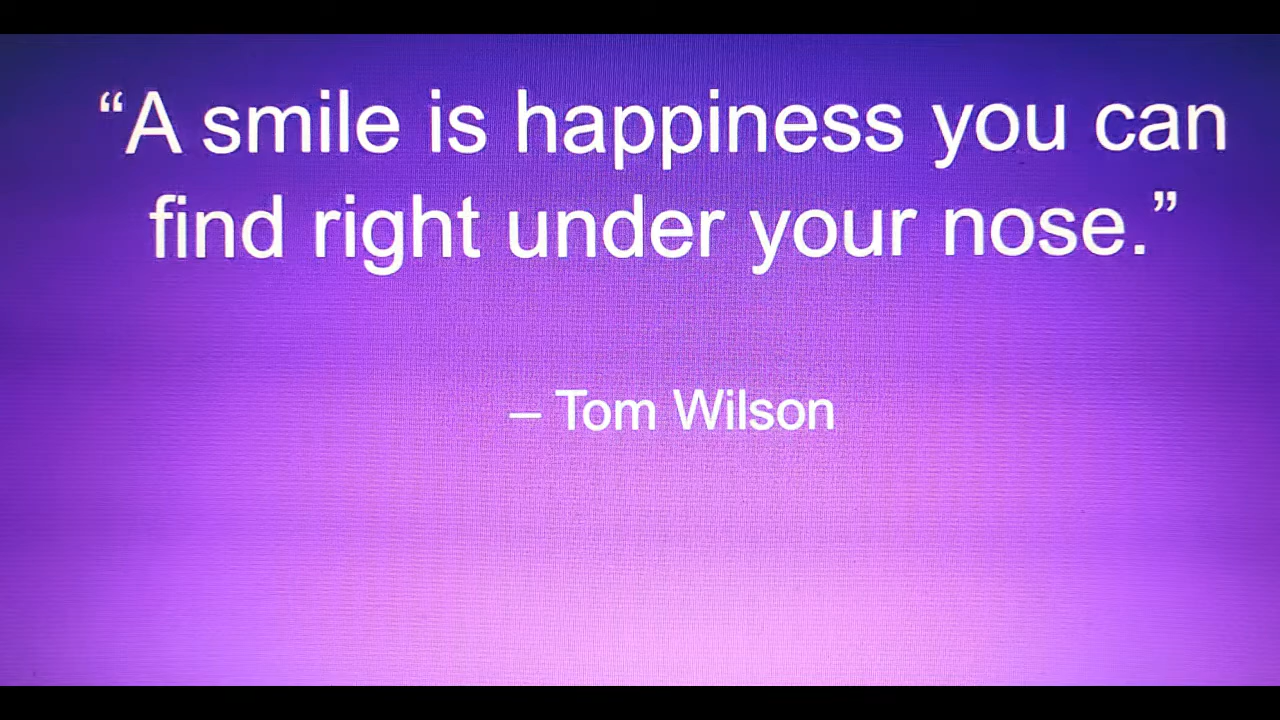 “A smile is happiness you can
find right under your nose.”
– Tom Wilson